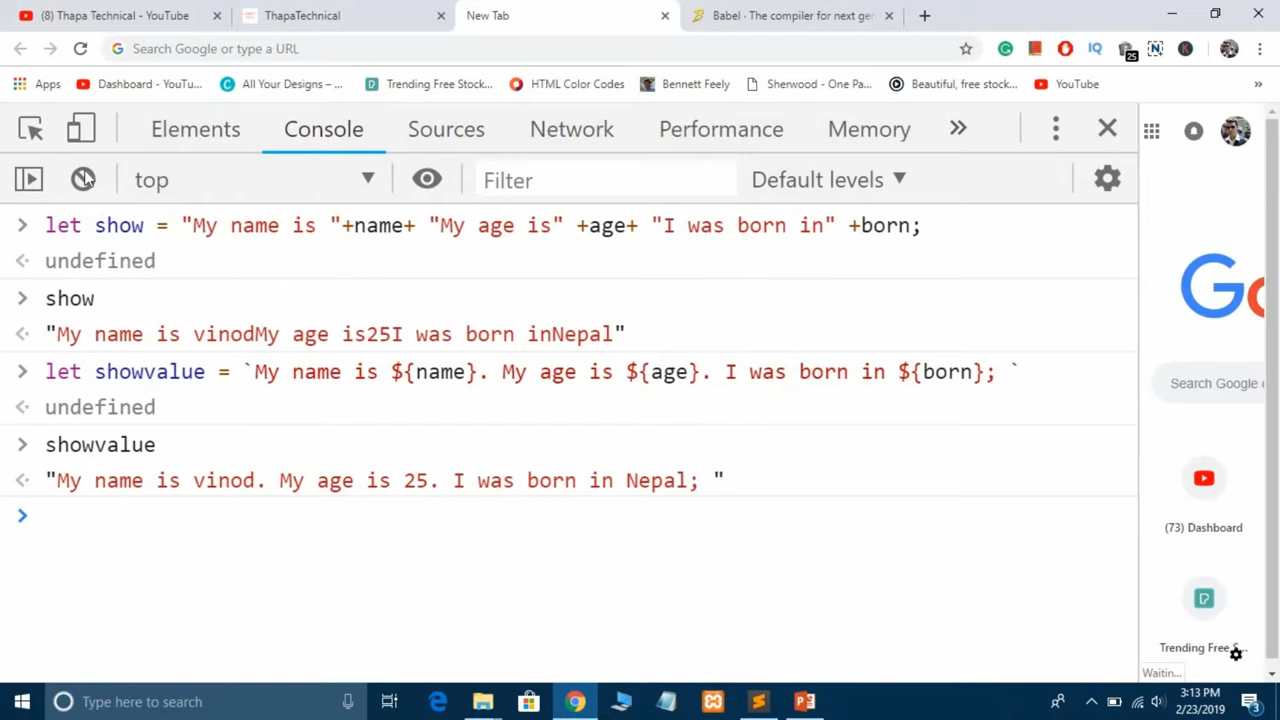 (8) Thapa Technical - YouTube
ThapaTechnical
New Tab
Babel · The compiler for next gen
Search Google or type a URL
25
Apps
Dashboard - YouTu...
All Your Designs – ...
Trending Free Stock...
HTML Color Codes
Bennett Feely
Sherwood - One Pa...
Beautiful, free stock...
YouTube
Elements
Console
Sources
Network
Performance
Memory
top
Filter
Default levels
let show = "My name is "+name+ "My age is" +age+ "I was born in" +born;
undefined
show
"My name is vinodMy age is25I was born inNepal"
let showvalue = `My name is ${name}. My age is ${age}. I was born in ${born}; `
undefined
showvalue
"My name is vinod. My age is 25. I was born in Nepal; "
Go
Search Google o
(73) Dashboard
Trending Free S...
Waitin...
Type here to search
3:13 PM
2/23/2019
3